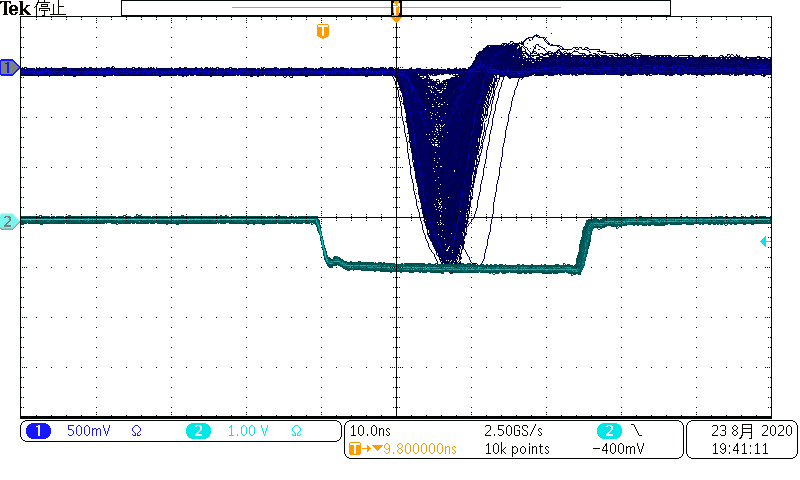 Tek 停止
T
1
2
1 500mV Ω 2 1.00 V Ω
10.0ns 2.50GS/s 2
T→▼9.800000ns 10k points −400mV
23 8月 2020
19:41:11